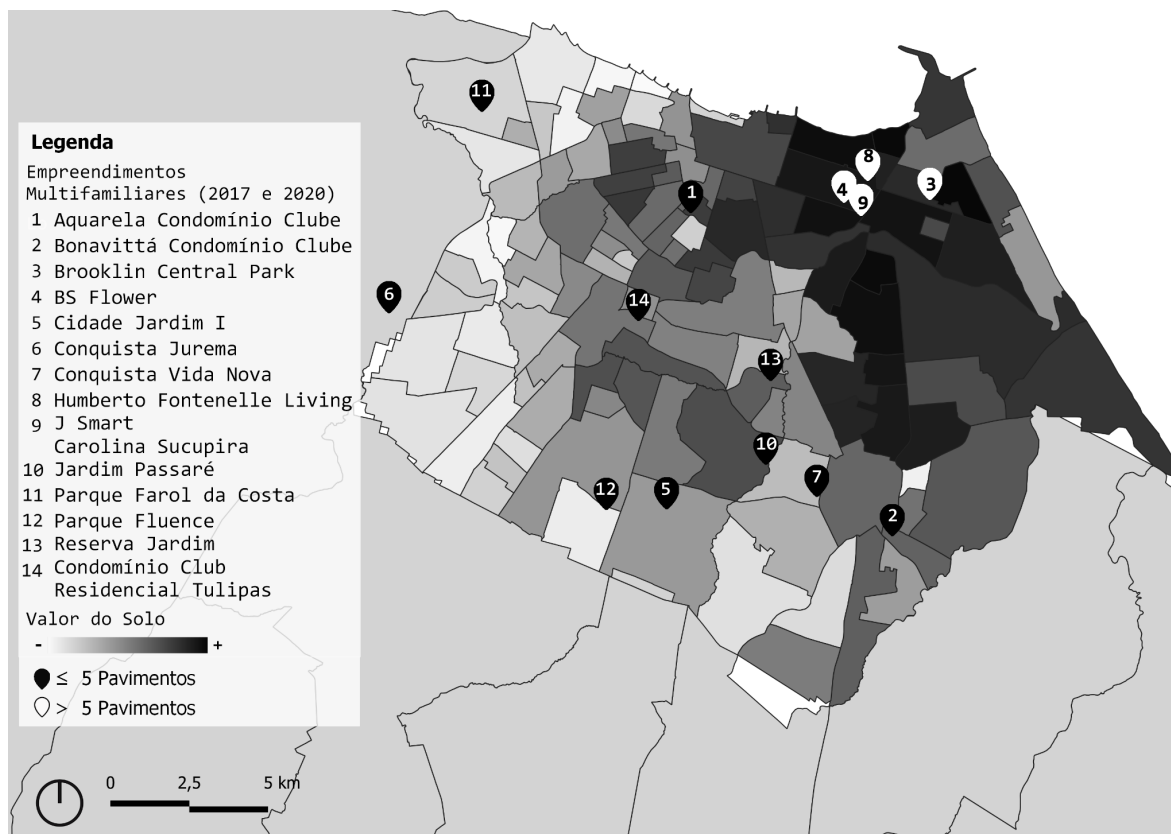 Legenda
Empreendimentos
Multifamiliares (2017 e 2020)
1 Aquarela Condomínio Clube
2 Bonavittá Condomínio Clube
3 Brooklin Central Park
4 BS Flower
5 Cidade Jardim I
6 Conquista Jurema
7 Conquista Vida Nova
8 Humberto Fontenelle Living
9 J Smart
Carolina Sucupira
10 Jardim Passaré
11 Parque Farol da Costa
12 Parque Fluence
13 Reserva Jardim
14 Condomínio Club
Residencial Tulipas
Valor do Solo
- +
≤ 5 Pavimentos
> 5 Pavimentos
0 2,5 5 km
11
8
4
3
9
1
6
14
13
10
7
12
5
2